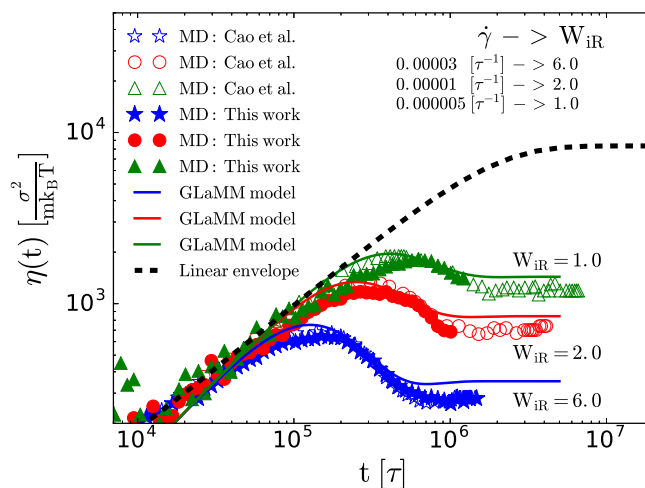 MD: Cao et al.
MD: Cao et al.
MD: Cao et al.
MD: This work
MD: This work
MD: This work
GLaMM model
GLaMM model
GLaMM model
Linear envelope
γ̇ − > W_iR
0.00003 [τ⁻¹] − > 6.0
0.00001 [τ⁻¹] − > 2.0
0.000005 [τ⁻¹] − > 1.0
W_iR = 1.0
W_iR = 2.0
W_iR = 6.0
10⁴
10³
η(t) [σ²/mk_BT]
10⁴ 10⁵ 10⁶ 10⁷
t [τ]